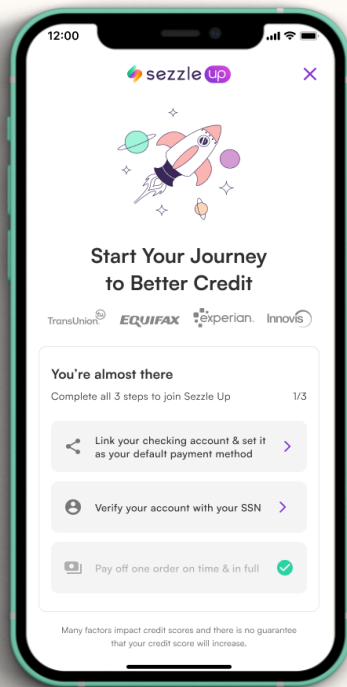 12:00
sezzle up
Start Your Journey
to Better Credit
TransUnion tu EQUIFAX experian. Innovis
You're almost there
Complete all 3 steps to join Sezzle Up 1/3
Link your checking account & set it
as your default payment method
Verify your account with your SSN
Pay off one order on time & in full
Many factors impact credit scores and there is no guarantee
that your credit score will increase.